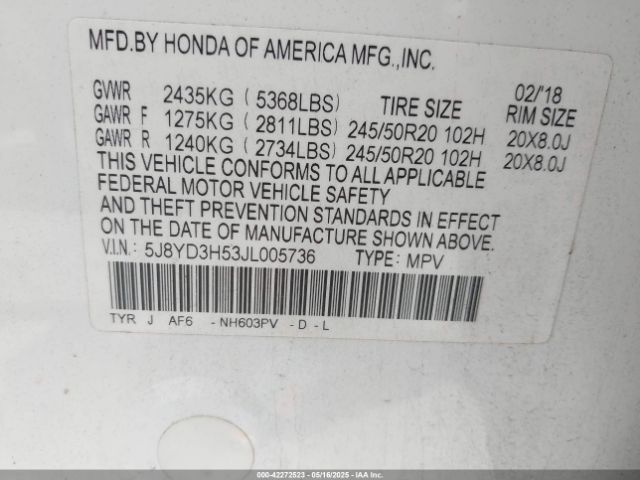 MFD.BY HONDA OF AMERICA MFG.,INC.
02/'18
GVWR 2435KG ( 5368LBS) TIRE SIZE RIM SIZE
GAWR F 1275KG ( 2811LBS) 245/50R20 102H 20X8.0J
GAWR R 1240KG ( 2734LBS) 245/50R20 102H 20X8.0J
THIS VEHICLE CONFORMS TO ALL APPLICABLE
FEDERAL MOTOR VEHICLE SAFETY
AND THEFT PREVENTION STANDARDS IN EFFECT
ON THE DATE OF MANUFACTURE SHOWN ABOVE.
V.I.N.: 5J8YD3H53JL005736 TYPE: MPV
TYR J AF6 - NH603PV - D - L
000-42272523 - 05/16/2025 - IAA Inc.